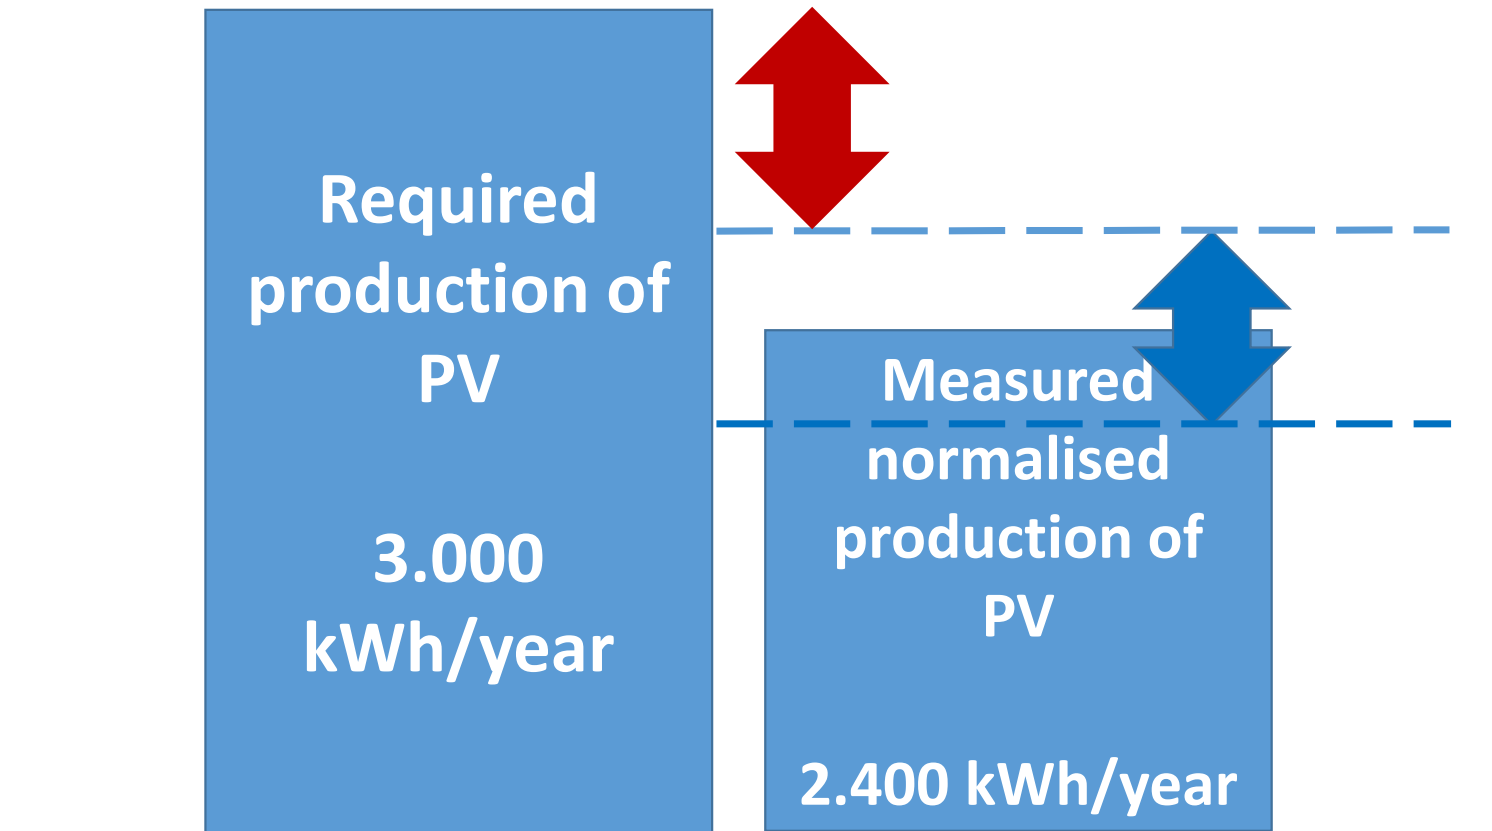 Required
production of
PV
3.000
kWh/year
Measured
normalised
production of
PV
2.400 kWh/year